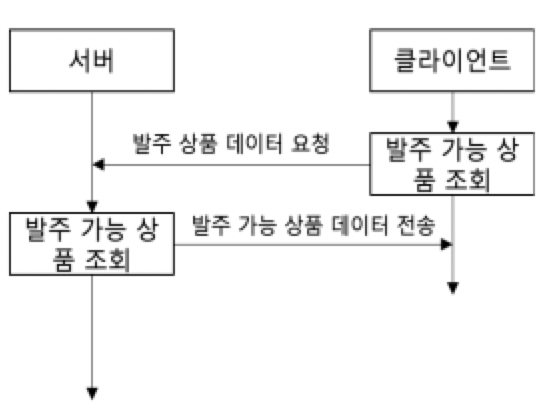 서버
클라이언트
발주 상품 데이터 요청
발주 가능 상
품 조회
발주 가능 상
품 조회
발주 가능 상품 데이터 전송